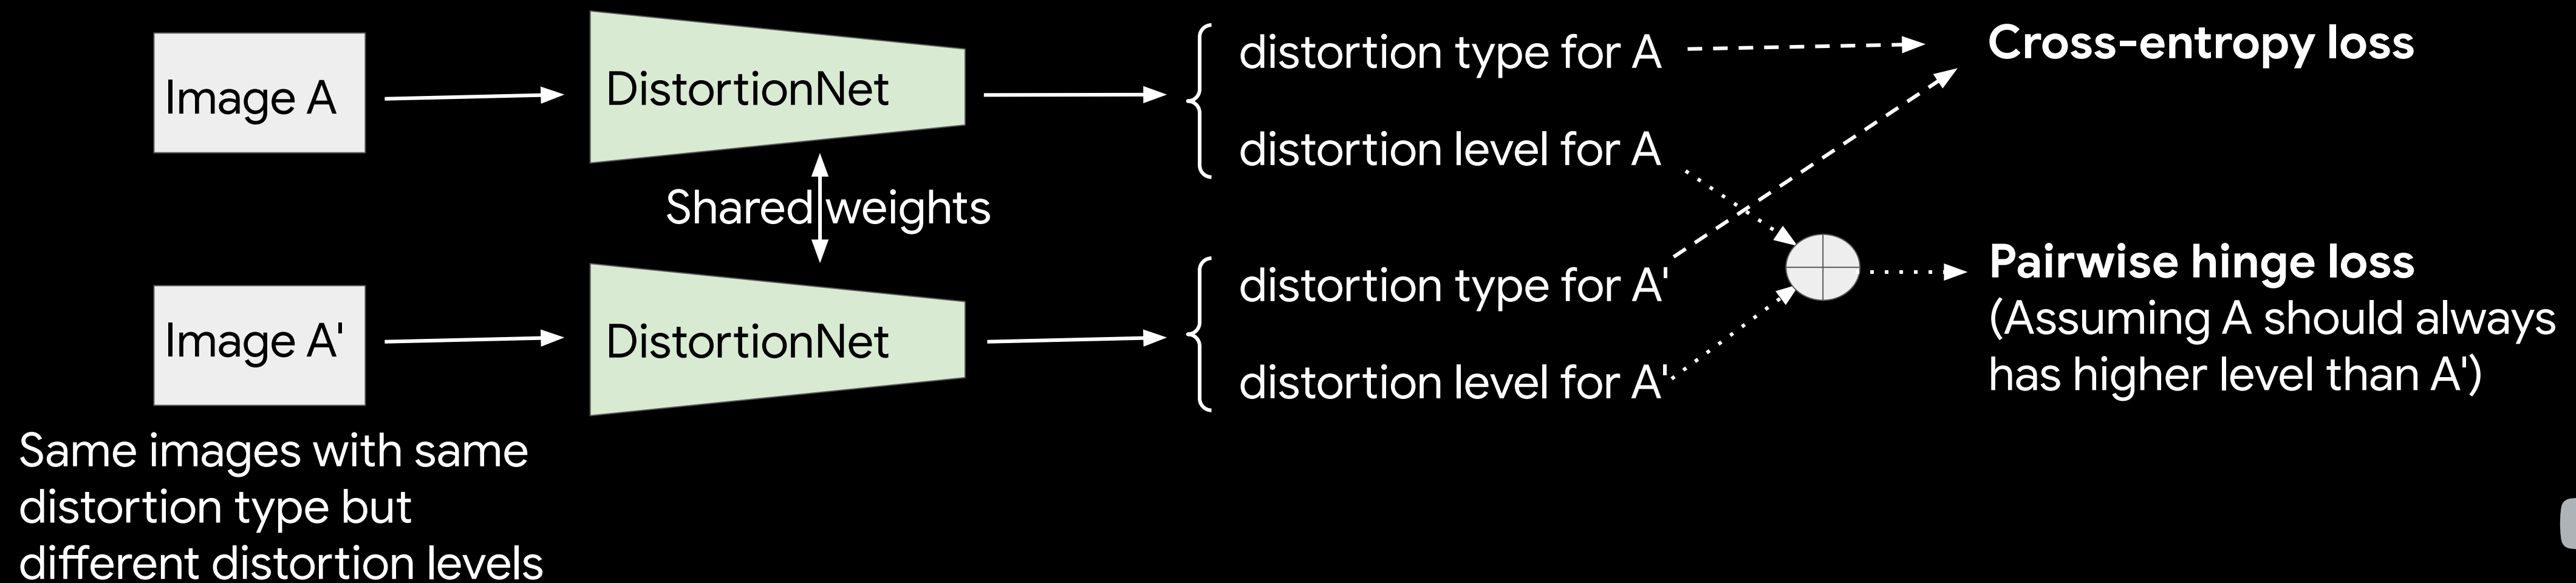 Image A
DistortionNet
distortion type for A
distortion level for A
Cross-entropy loss
Shared weights
Image A'
DistortionNet
distortion type for A'
distortion level for A'
Pairwise hinge loss
(Assuming A should always
has higher level than A')
Same images with same
distortion type but
different distortion levels